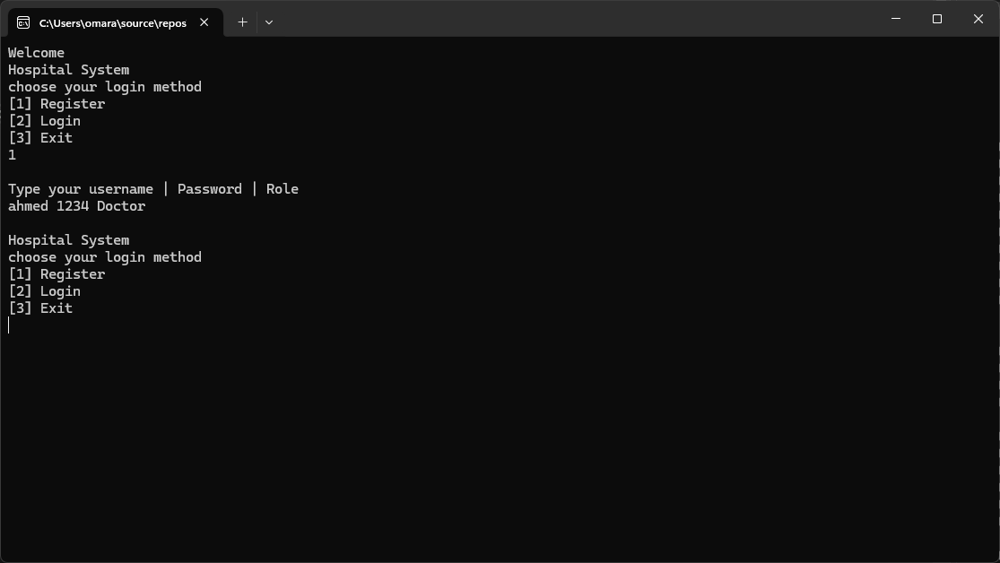 C:\Users\omara\source\repos
Welcome
Hospital System
choose your login method
[1] Register
[2] Login
[3] Exit
1
Type your username | Password | Role
ahmed 1234 Doctor
Hospital System
choose your login method
[1] Register
[2] Login
[3] Exit